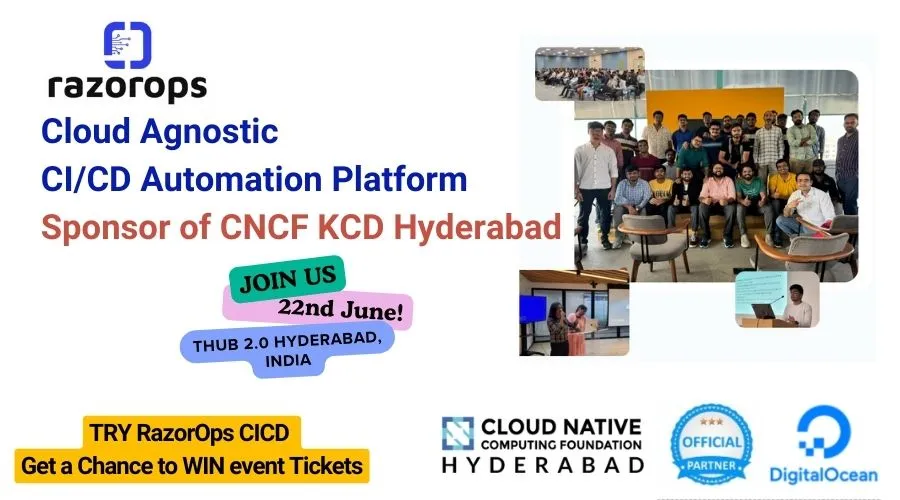 razorops
Cloud Agnostic
CI/CD Automation Platform
Sponsor of CNCF KCD Hyderabad
JOIN US
22nd June!
THUB 2.0 HYDERABAD,
INDIA
TRY RazorOps CICD
Get a Chance to WIN event Tickets
CLOUD NATIVE
COMPUTING FOUNDATION
HYDERABAD
OFFICIAL
PARTNER
DigitalOcean